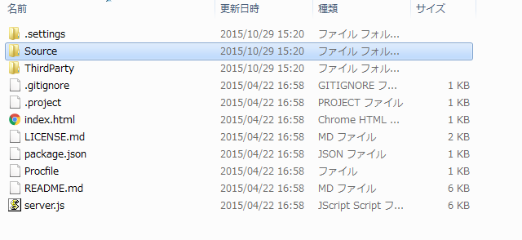 名前 更新日時 種類 サイズ
.settings 2015/10/29 15:20 ファイル フォル...
Source 2015/10/29 15:20 ファイル フォル...
ThirdParty 2015/10/29 15:20 ファイル フォル...
.gitignore 2015/04/22 16:58 GITIGNORE フ... 1 KB
.project 2015/04/22 16:58 PROJECT ファイル 1 KB
index.html 2015/04/22 16:58 Chrome HTML ... 1 KB
LICENSE.md 2015/04/22 16:58 MD ファイル 2 KB
package.json 2015/04/22 16:58 JSON ファイル 1 KB
Procfile 2015/04/22 16:58 ファイル 1 KB
README.md 2015/04/22 16:58 MD ファイル 6 KB
server.js 2015/04/22 16:58 JScript Script フ... 6 KB